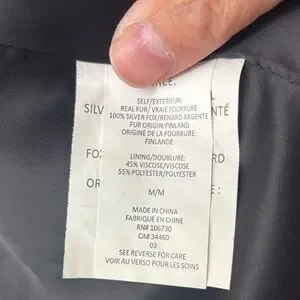 SELF/EXTÉRIEUR:
REAL FUR/ VRAIE FOURRURE
100% SILVER FOX/RENARD ARGENTE
FUR ORIGIN:FINLAND
ORIGINE DE LA FOURRURE:
FINLANDE
LINING/DOUBLURE:
45% VISCOSE/VISCOSE
55% POLYESTER/POLYESTER
M/M
MADE IN CHINA
FABRIQUÉ EN CHINE
RN# 106730
CA# 34460
03
SEE REVERSE FOR CARE
VOIR AU VERSO POUR LES SOINS